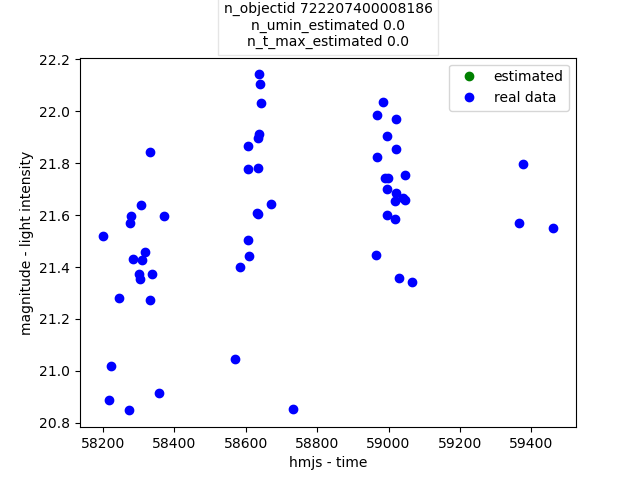 n_objectid 722207400008186
n_umin_estimated 0.0
n_t_max_estimated 0.0
estimated
real data
magnitude - light intensity
22.2
22.0
21.8
21.6
21.4
21.2
21.0
20.8
58200 58400 58600 58800 59000 59200 59400
hmjs - time